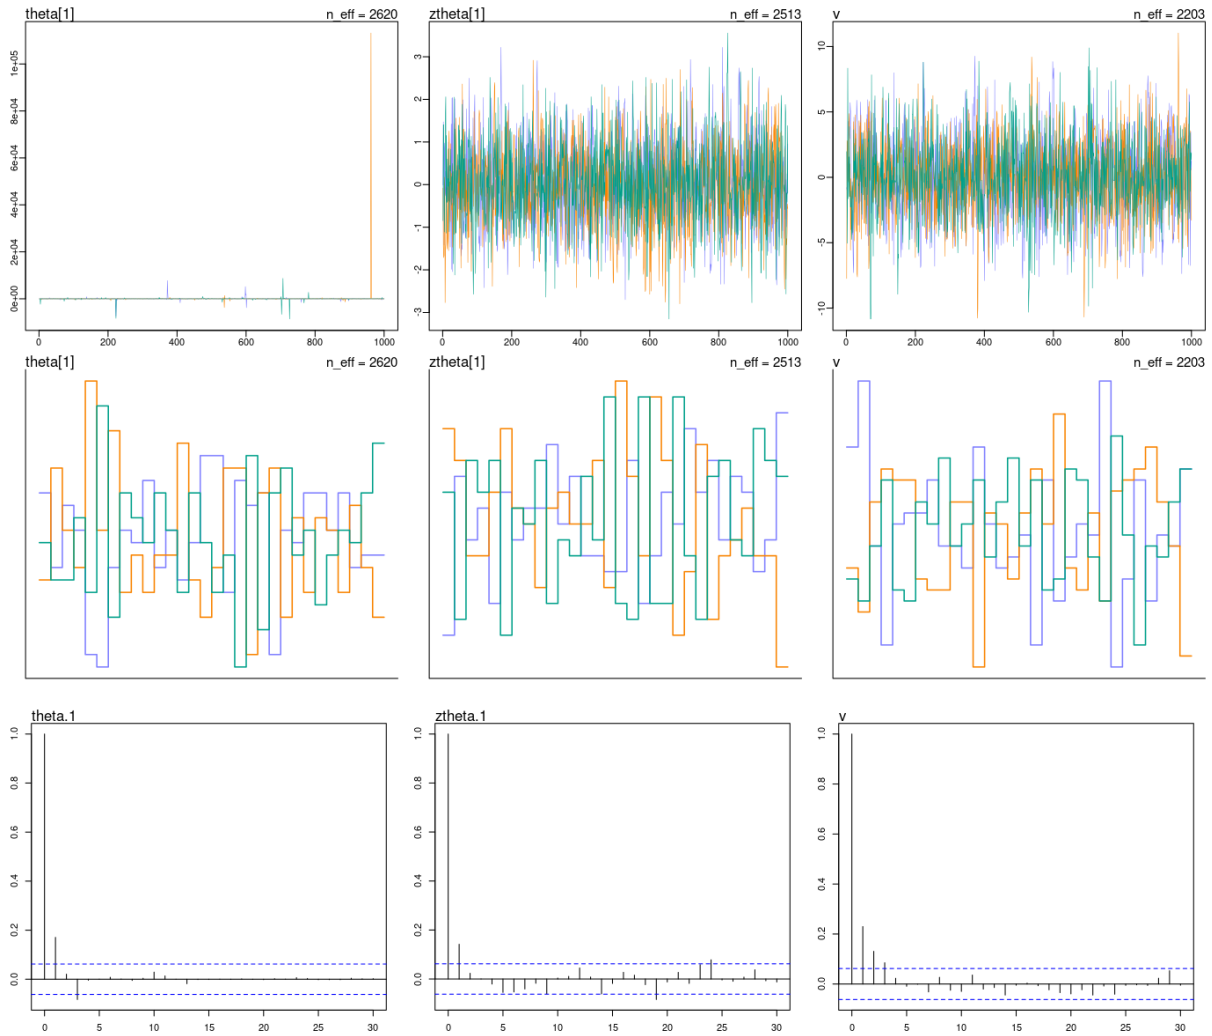 theta[1] n_eff = 2620
ztheta[1] n_eff = 2513
v n_eff = 2203
1e+05
8e+04
6e+04
4e+04
2e+04
0e+00
0 200 400 600 800 1000
3
2
1
0
-1
-2
-3
0 200 400 600 800 1000
10
5
0
-5
-10
0 200 400 600 800 1000
theta[1] n_eff = 2620
ztheta[1] n_eff = 2513
v n_eff = 2203
theta.1
1.0
0.8
0.6
0.4
0.2
0.0
0 5 10 15 20 25 30
ztheta.1
1.0
0.8
0.6
0.4
0.2
0.0
0 5 10 15 20 25 30
v
1.0
0.8
0.6
0.4
0.2
0.0
0 5 10 15 20 25 30